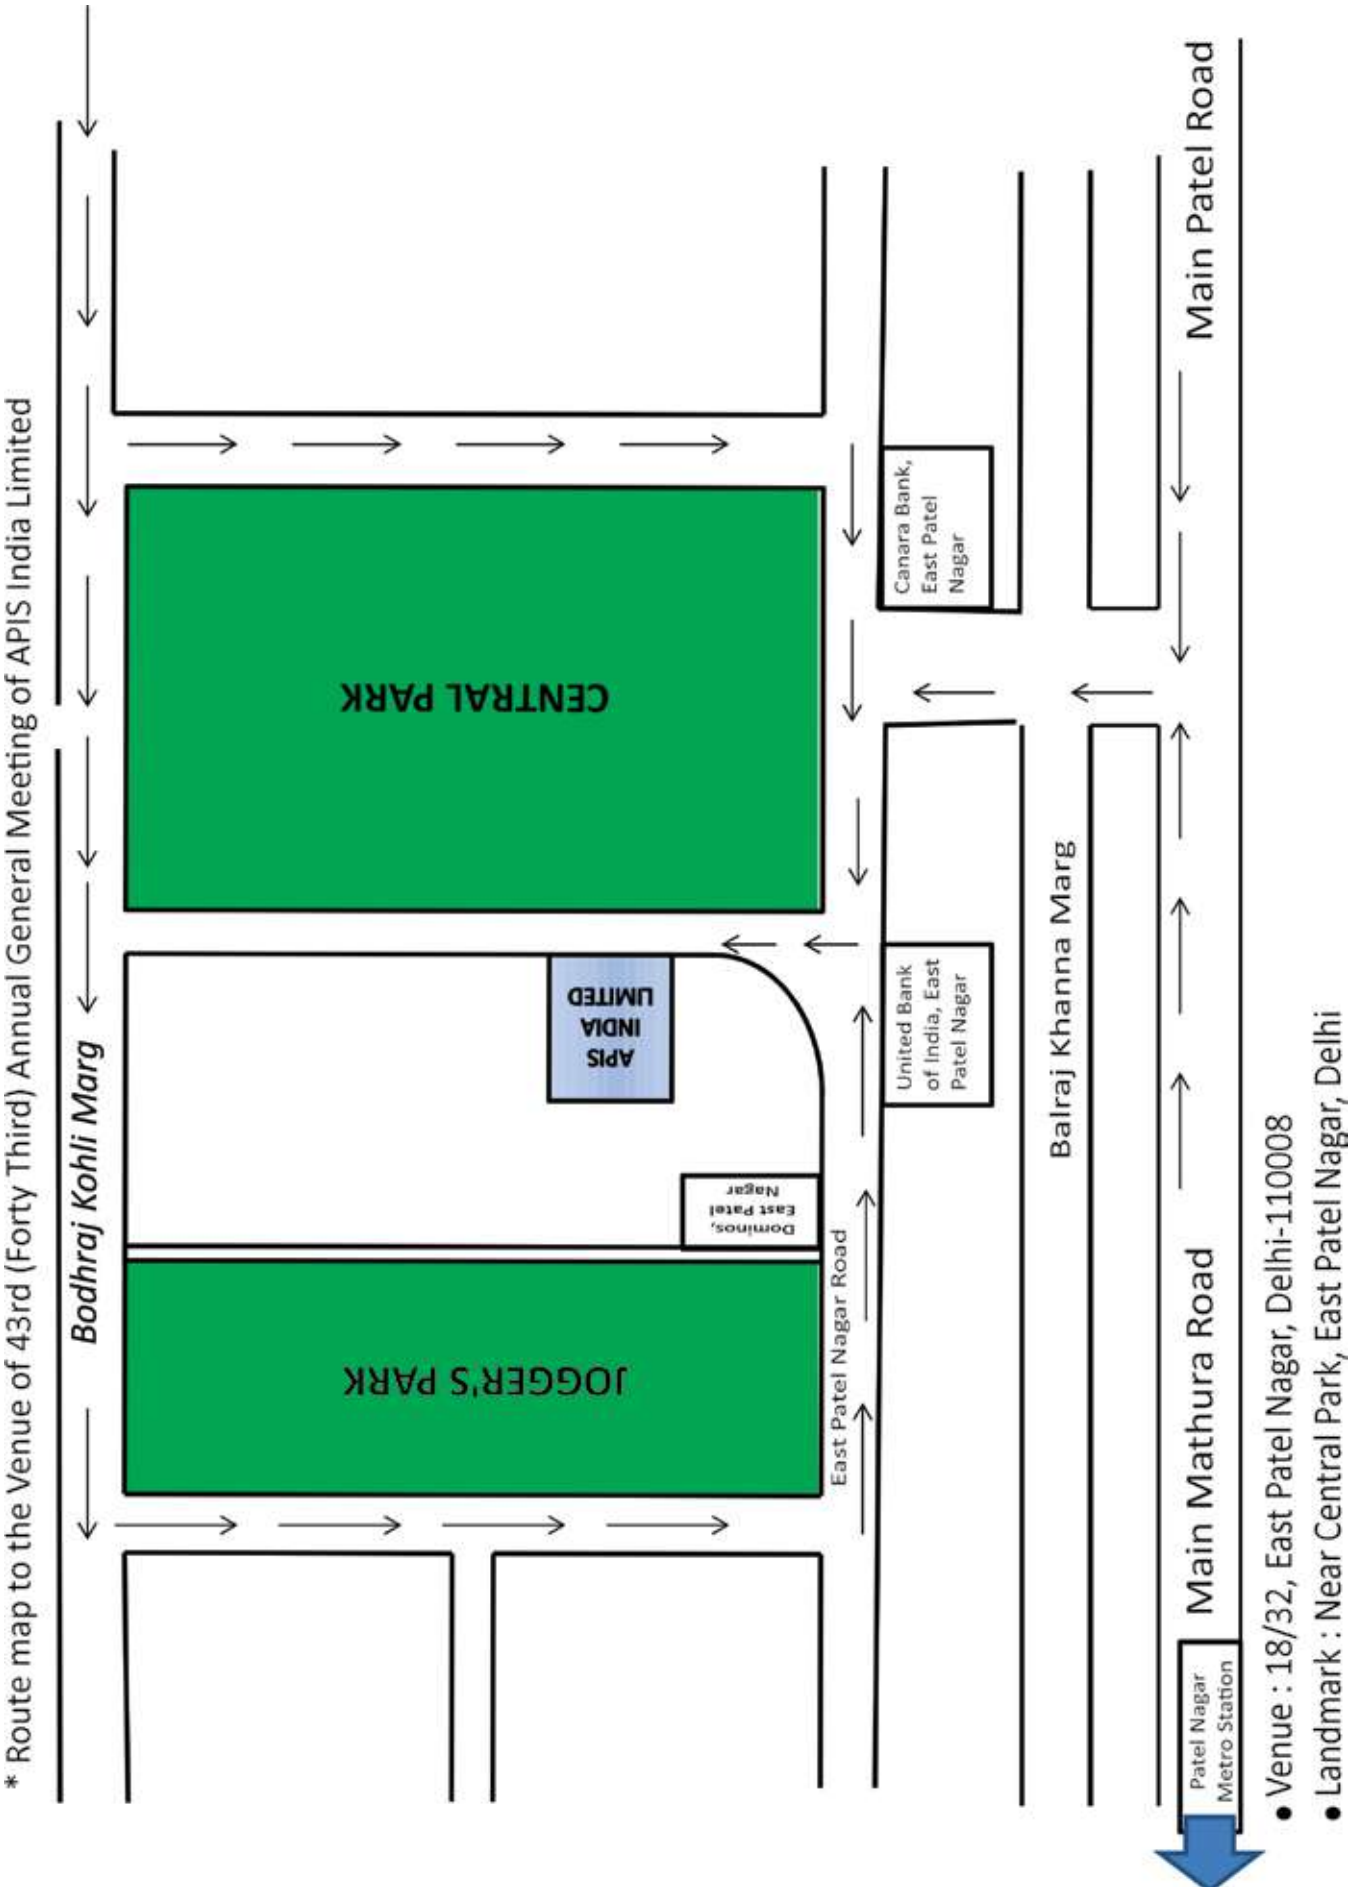 * Route map to the Venue of 43rd (Forty Third) Annual General Meeting of APIS India Limited
Bodhraj Kohli Marg
JOGGER'S PARK
CENTRAL PARK
APIS
INDIA
LIMITED
Dominos,
East Patel
Nagar
East Patel Nagar Road
United Bank
of India, East
Patel Nagar
Canara Bank,
East Patel
Nagar
Balraj Khanna Marg
Patel Nagar
Metro Station
Main Mathura Road
Main Patel Road
● Venue : 18/32, East Patel Nagar, Delhi-110008
● Landmark : Near Central Park, East Patel Nagar, Delhi